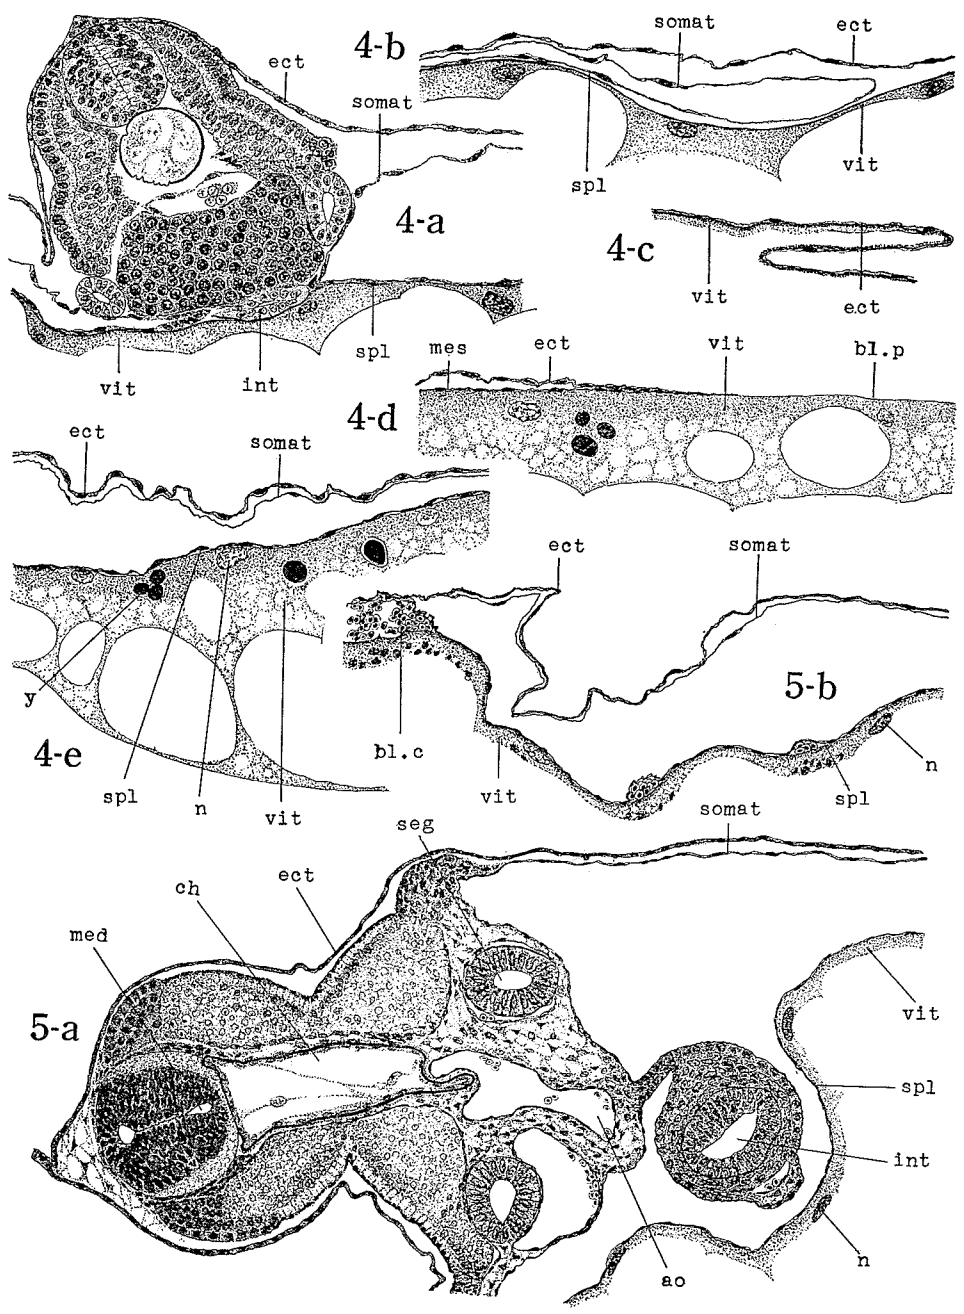 4-b
ect
somat
4-a
vit
int
spl
somat
ect
spl
vit
4-c
vit
ect
mes
ect
vit
bl.p
4-d
ect
somat
y
spl
n
vit
4-e
ect
somat
5-b
bl.c
vit
spl
n
seg
somat
ch
ect
med
5-a
vit
spl
int
n
ao